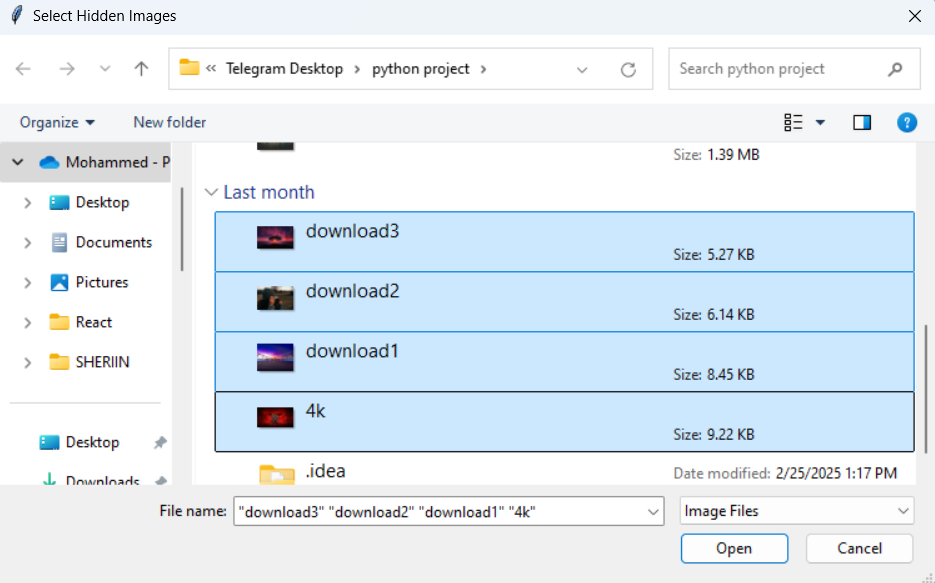 Select Hidden Images
« Telegram Desktop > python project >
Search python project
Organize
New folder
?
Mohammed - P
Desktop
Documents
Pictures
React
SHERIIN
Desktop
Downloads
Size: 1.39 MB
Last month
download3
Size: 5.27 KB
download2
Size: 6.14 KB
download1
Size: 8.45 KB
4k
Size: 9.22 KB
.idea
Date modified: 2/25/2025 1:17 PM
File name: "download3" "download2" "download1" "4k"
Image Files
Open
Cancel